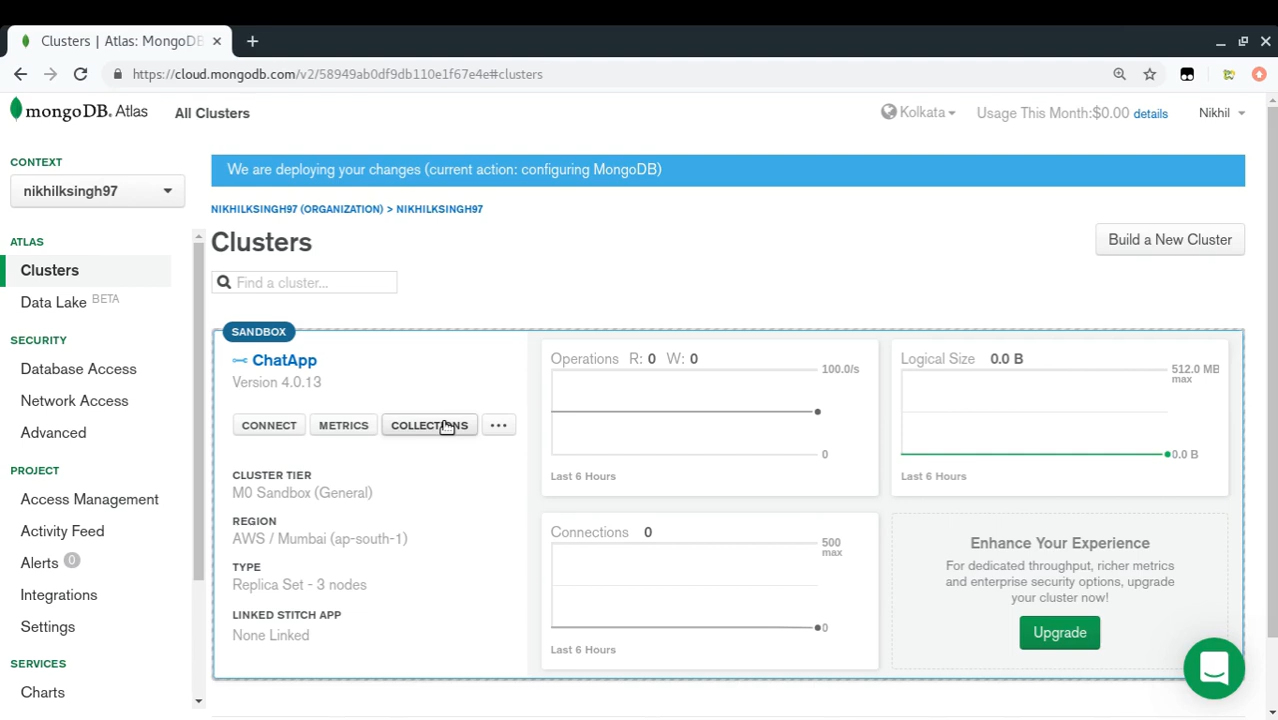 Clusters | Atlas: MongoDB
https://cloud.mongodb.com/v2/58949ab0df9db110e1f67e4e#clusters
mongoDB. Atlas
All Clusters
Kolkata
Usage This Month:$0.00 details
Nikhil
CONTEXT
nikhilksingh97
ATLAS
Clusters
Data Lake BETA
SECURITY
Database Access
Network Access
Advanced
PROJECT
Access Management
Activity Feed
Alerts 0
Integrations
Settings
SERVICES
Charts
We are deploying your changes (current action: configuring MongoDB)
NIKHILKSINGH97 (ORGANIZATION) > NIKHILKSINGH97
Clusters
Build a New Cluster
Find a cluster...
SANDBOX
ChatApp
Version 4.0.13
CONNECT
METRICS
COLLECTIONS
...
CLUSTER TIER
M0 Sandbox (General)
REGION
AWS / Mumbai (ap-south-1)
TYPE
Replica Set - 3 nodes
LINKED STITCH APP
None Linked
Operations R: 0 W: 0
100.0/s
0
Last 6 Hours
Logical Size 0.0 B
512.0 MB
max
0.0 B
Last 6 Hours
Connections 0
500
max
0
Last 6 Hours
Enhance Your Experience
For dedicated throughput, richer metrics
and enterprise security options, upgrade
your cluster now!
Upgrade